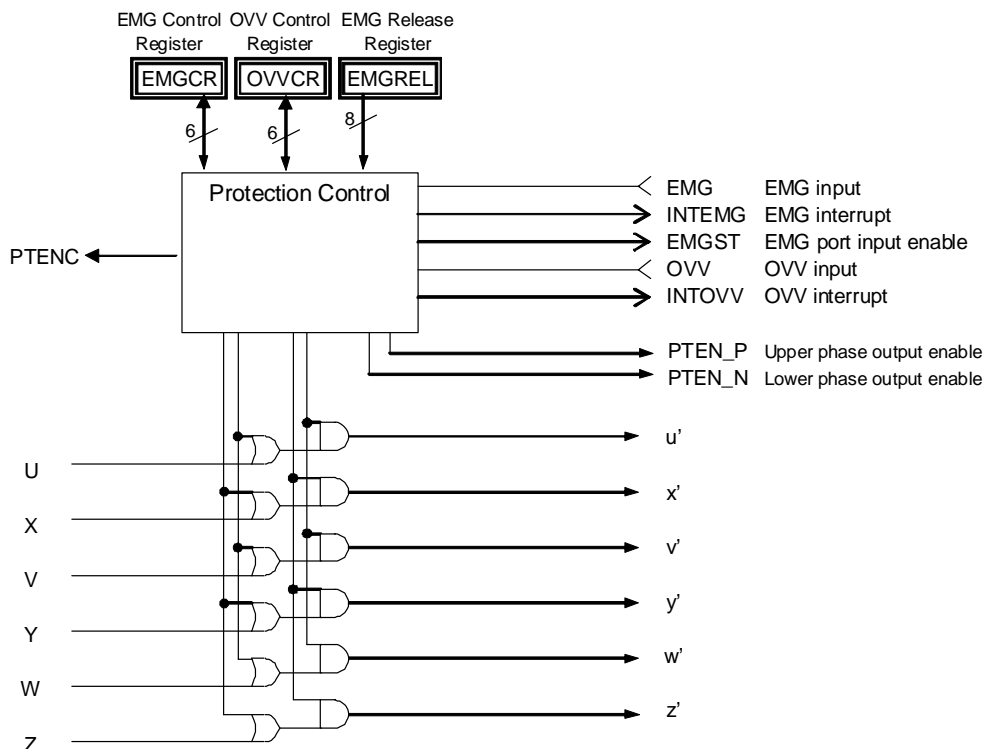 EMG Control OVV Control EMG Release
Register Register Register
EMGCR OVVCR EMGREL
6 6 8
Protection Control
EMG EMG input
INTEMG EMG interrupt
EMGST EMG port input enable
PTENC
OVV OVV input
INTOVV OVV interrupt
PTEN_P Upper phase output enable
PTEN_N Lower phase output enable
u’
U
x’
X
v’
V
y’
Y
w’
W
z’
Z